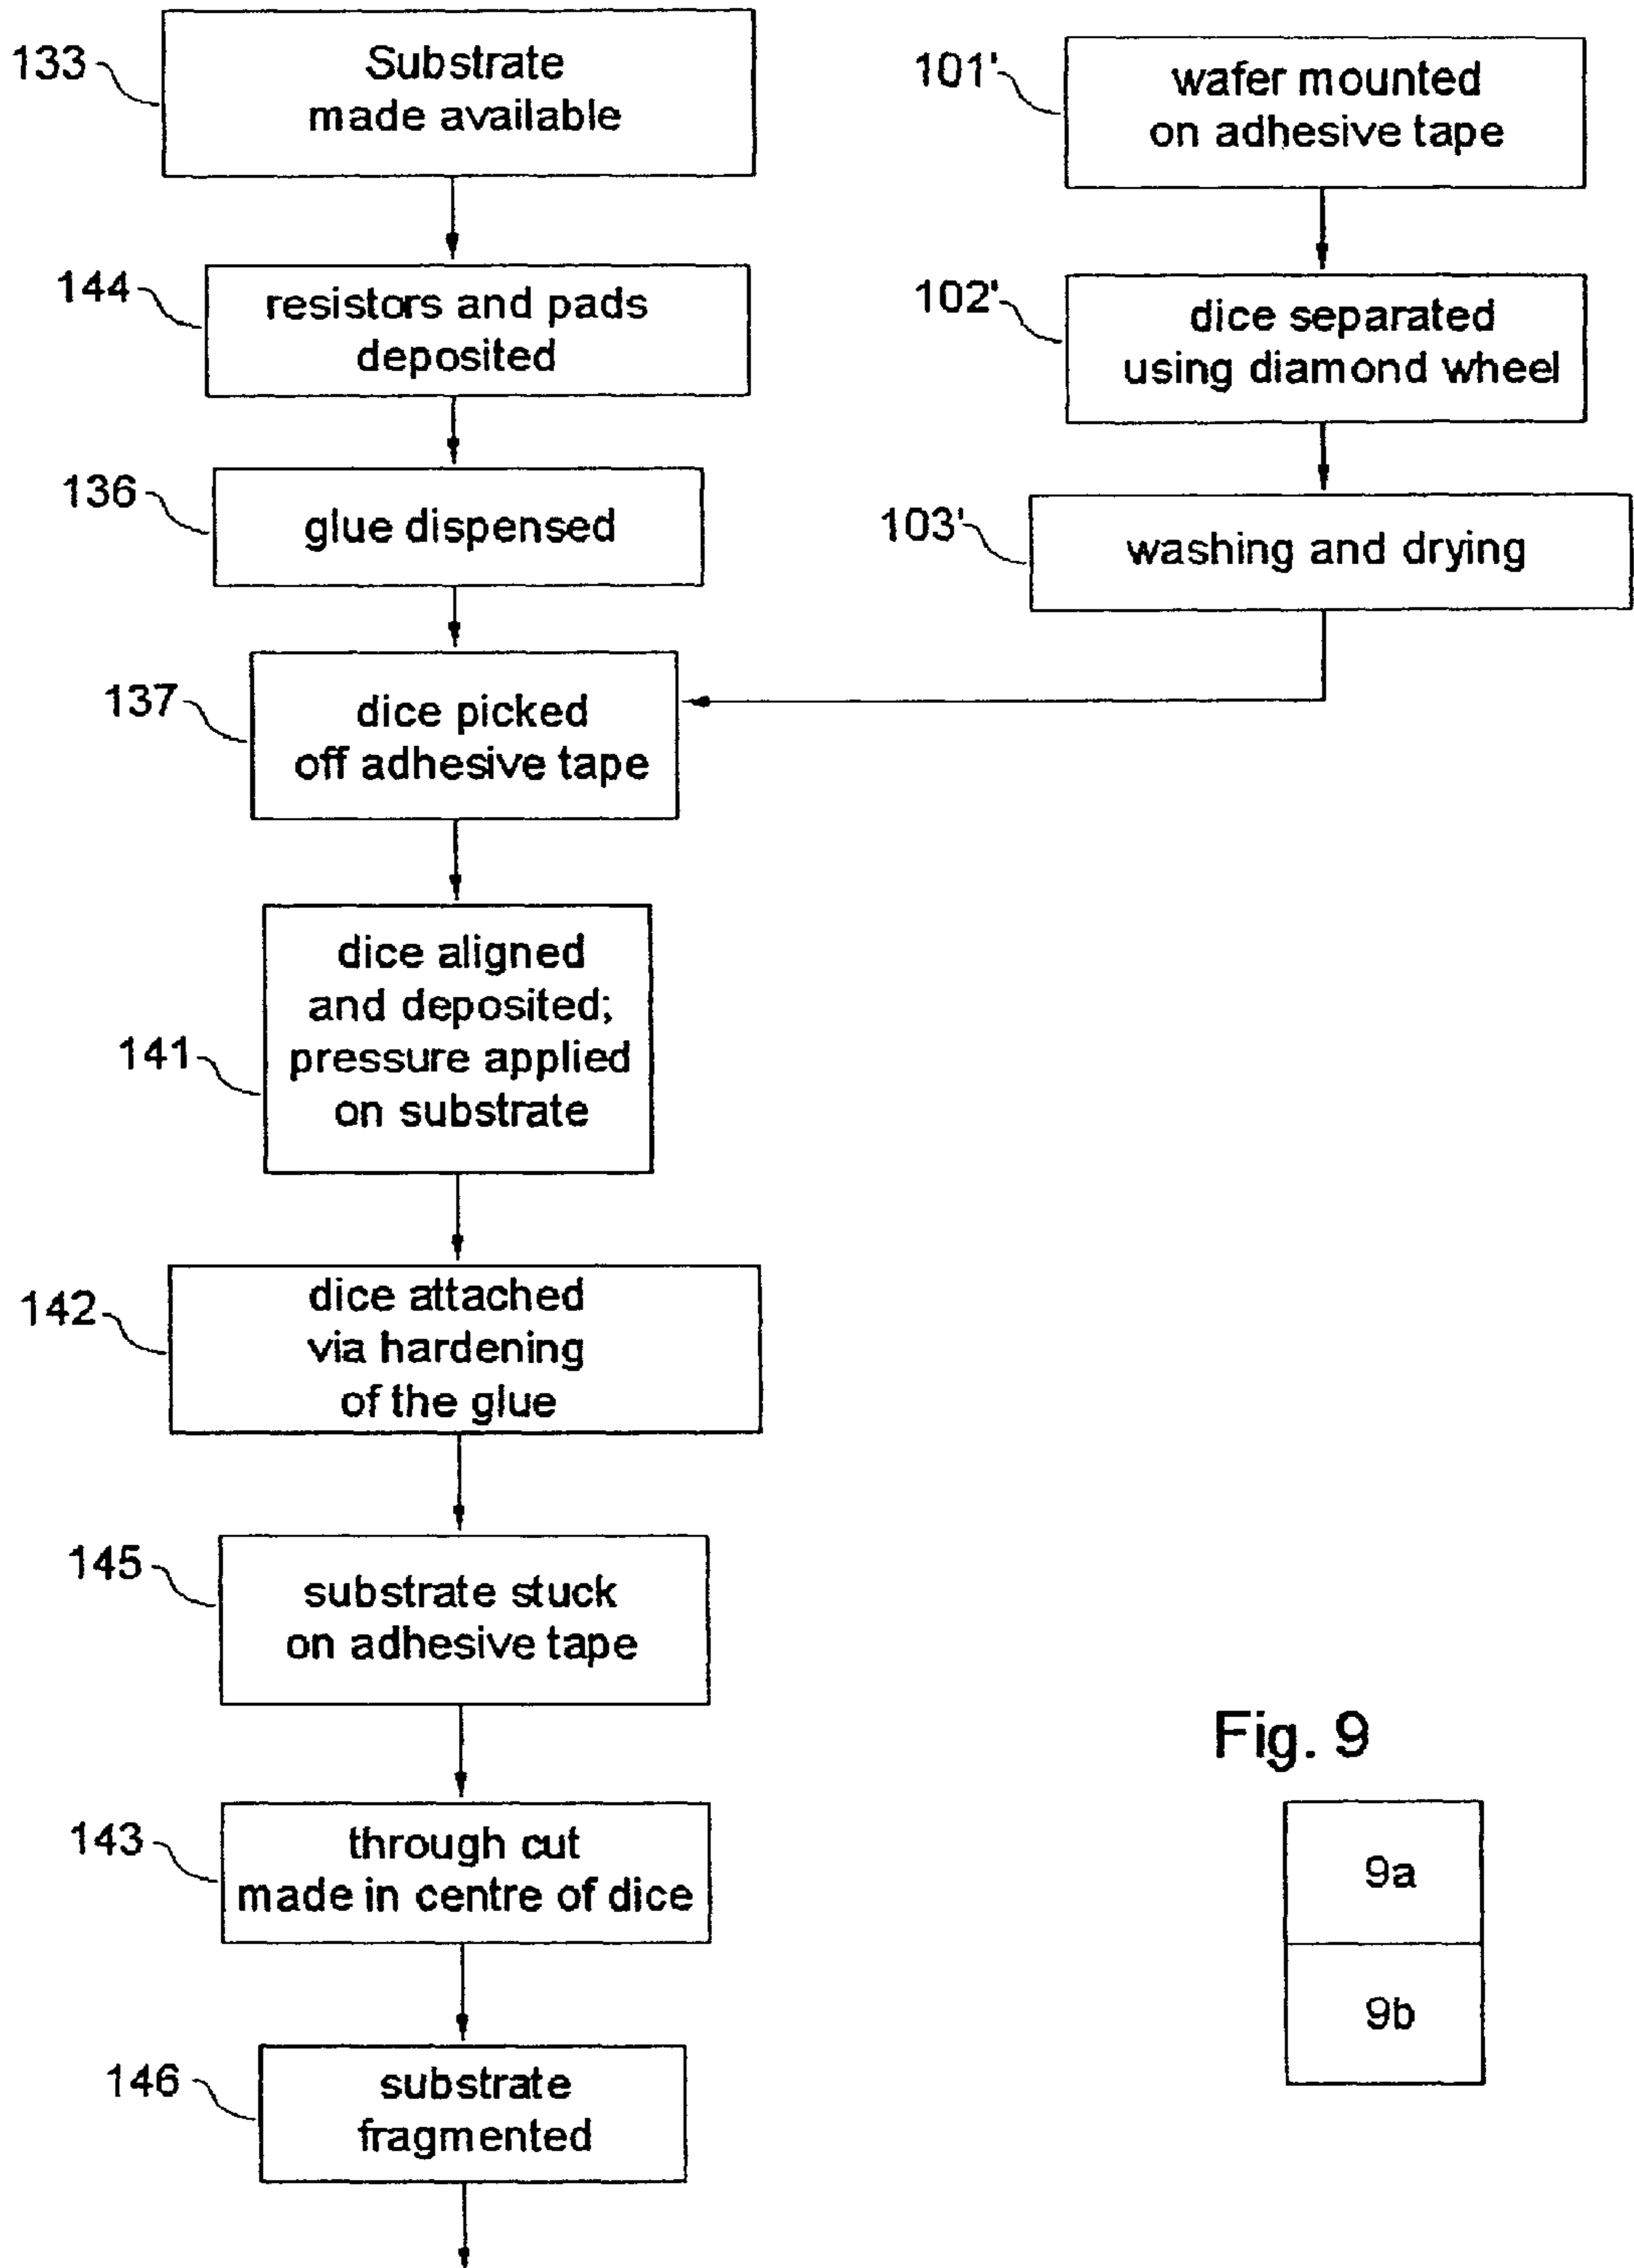 133
Substrate
made available
144
resistors and pads
deposited
136
glue dispensed
137
dice picked
off adhesive tape
141
dice aligned
and deposited;
pressure applied
on substrate
142
dice attached
via hardening
of the glue
145
substrate stuck
on adhesive tape
143
through cut
made in centre of dice
146
substrate
fragmented
101'
wafer mounted
on adhesive tape
102'
dice separated
using diamond wheel
103'
washing and drying
Fig. 9
9a
9b